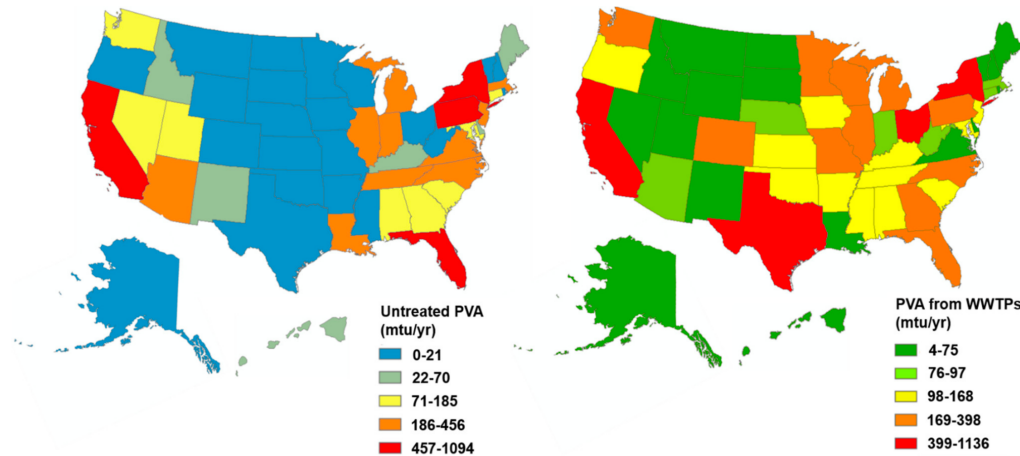 Untreated PVA
(mtu/yr)
0-21
22-70
71-185
186-456
457-1094
PVA from WWTPs
(mtu/yr)
4-75
76-97
98-168
169-398
399-1136